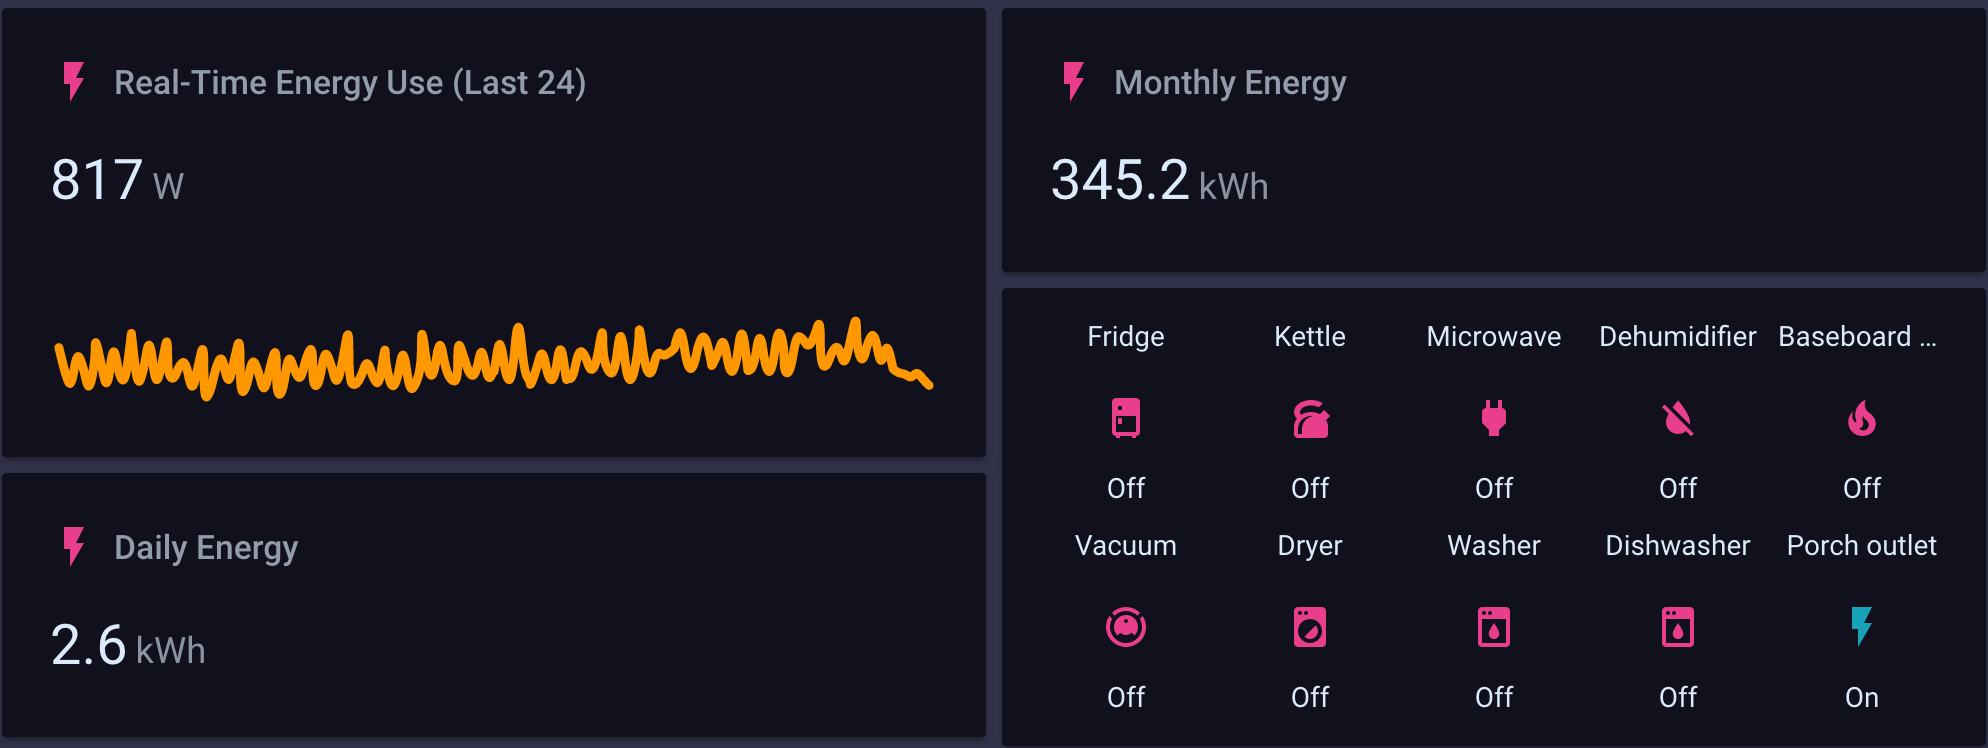 Real-Time Energy Use (Last 24)
817 W
Daily Energy
2.6 kWh
Monthly Energy
345.2 kWh
Fridge Kettle Microwave Dehumidifier Baseboard ...
Off Off Off Off Off
Vacuum Dryer Washer Dishwasher Porch outlet
Off Off Off Off On